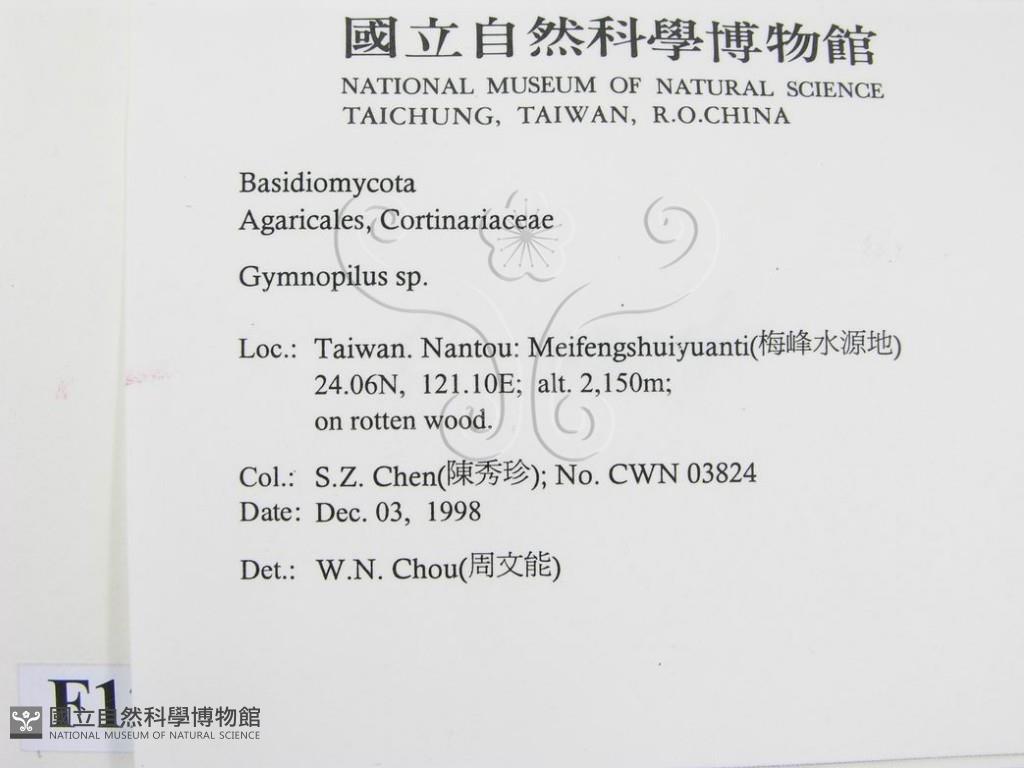 國立自然科學博物館
NATIONAL MUSEUM OF NATURAL SCIENCE
TAICHUNG, TAIWAN, R.O.CHINA
Basidiomycota
Agaricales, Cortinariaceae
Gymnopilus sp.
Loc.: Taiwan. Nantou: Meifengshuiyuanti(梅峰水源地)
24.06N, 121.10E; alt. 2,150m;
on rotten wood.
Col.: S.Z. Chen(陳秀珍); No. CWN 03824
Date: Dec. 03, 1998
Det.: W.N. Chou(周文能)
F1
國立自然科學博物館
NATIONAL MUSEUM OF NATURAL SCIENCE